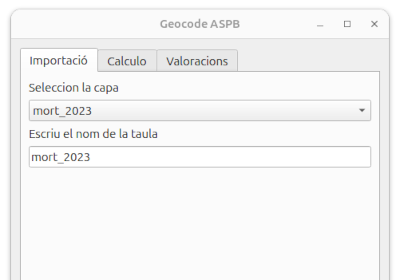 Geocode ASPB
Importació Calculo Valoracions
Seleccion la capa
mort_2023
Escriu el nom de la taula
mort_2023